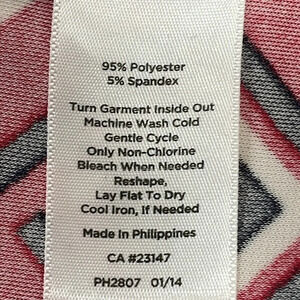 95% Polyester
5% Spandex
Turn Garment Inside Out
Machine Wash Cold
Gentle Cycle
Only Non-Chlorine
Bleach When Needed
Reshape,
Lay Flat To Dry
Cool Iron, If Needed
Made In Philippines
CA #23147
PH2807 01/14